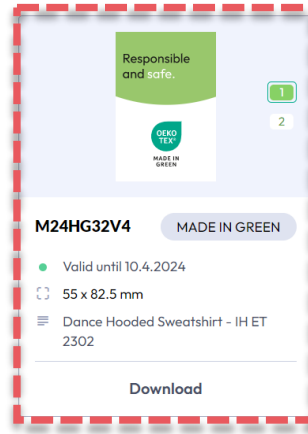 Responsible
and safe.
OEKO
TEX®
MADE IN
GREEN
1
2
M24HG32V4
MADE IN GREEN
Valid until 10.4.2024
55 x 82.5 mm
Dance Hooded Sweatshirt - IH ET
2302
Download